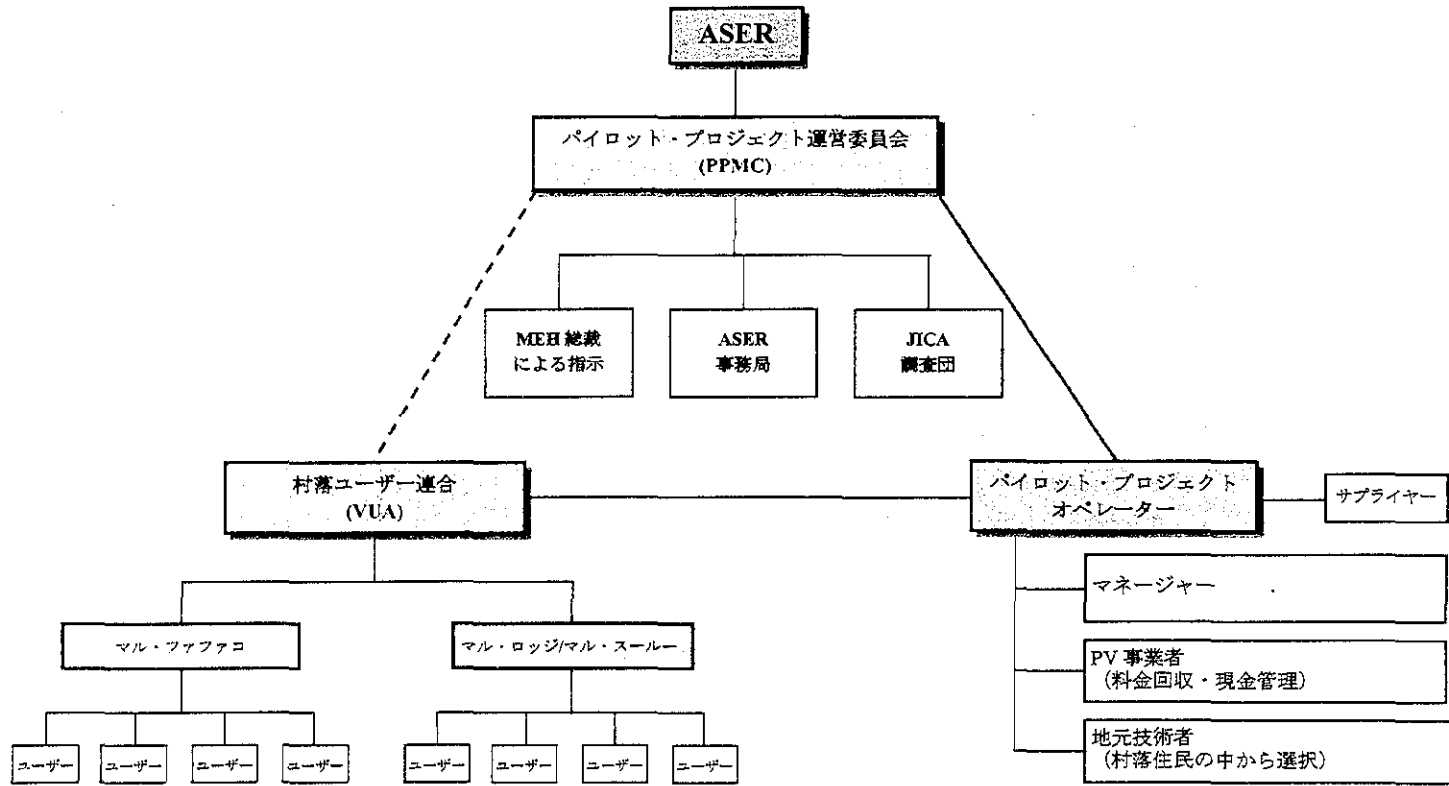 ASER
パイロット・プロジェクト運営委員会
(PPMC)
MEH 総裁
による指示
ASER
事務局
JICA
調査団
村落ユーザー連合
(VUA)
パイロット・プロジェクト
オペレーター
サプライヤー
マネージャー
PV 事業者
(料金回収・現金管理)
地元技術者
(村落住民の中から選択)
マル・ファファコ
マル・ロッジ/マル・スールー
ユーザー
ユーザー
ユーザー
ユーザー
ユーザー
ユーザー
ユーザー
ユーザー